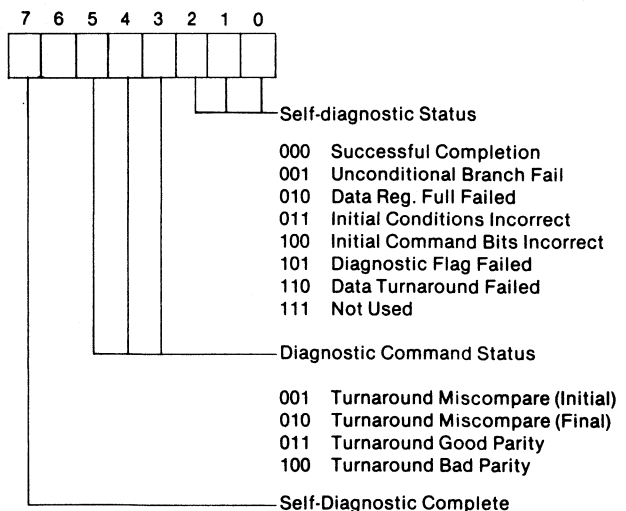 7 6 5 4 3 2 1 0
Self-diagnostic Status
000 Successful Completion
001 Unconditional Branch Fail
010 Data Reg. Full Failed
011 Initial Conditions Incorrect
100 Initial Command Bits Incorrect
101 Diagnostic Flag Failed
110 Data Turnaround Failed
111 Not Used
Diagnostic Command Status
001 Turnaround Miscompare (Initial)
010 Turnaround Miscompare (Final)
011 Turnaround Good Parity
100 Turnaround Bad Parity
Self-Diagnostic Complete